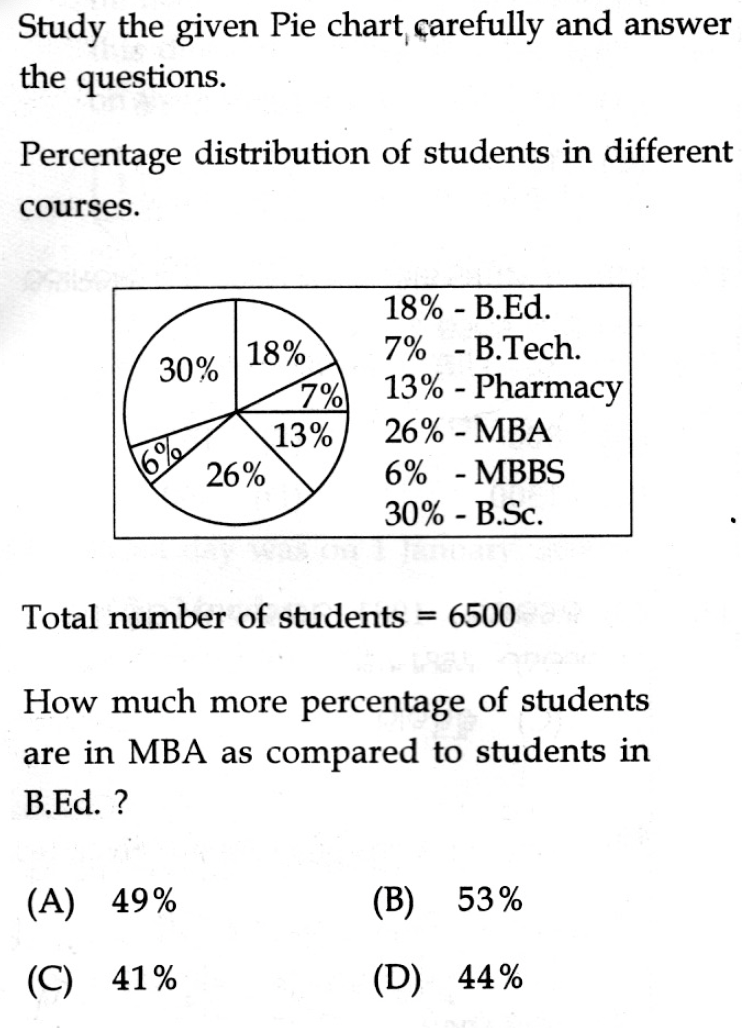 Study the given Pie chart carefully and answer
the questions.
Percentage distribution of students in different
courses.
30%
18%
7%
13%
26%
6%
18% - B.Ed.
7% - B.Tech.
13% - Pharmacy
26% - MBA
6% - MBBS
30% - B.Sc.
Total number of students = 6500
How much more percentage of students
are in MBA as compared to students in
B.Ed. ?
(A) 49% (B) 53%
(C) 41% (D) 44%